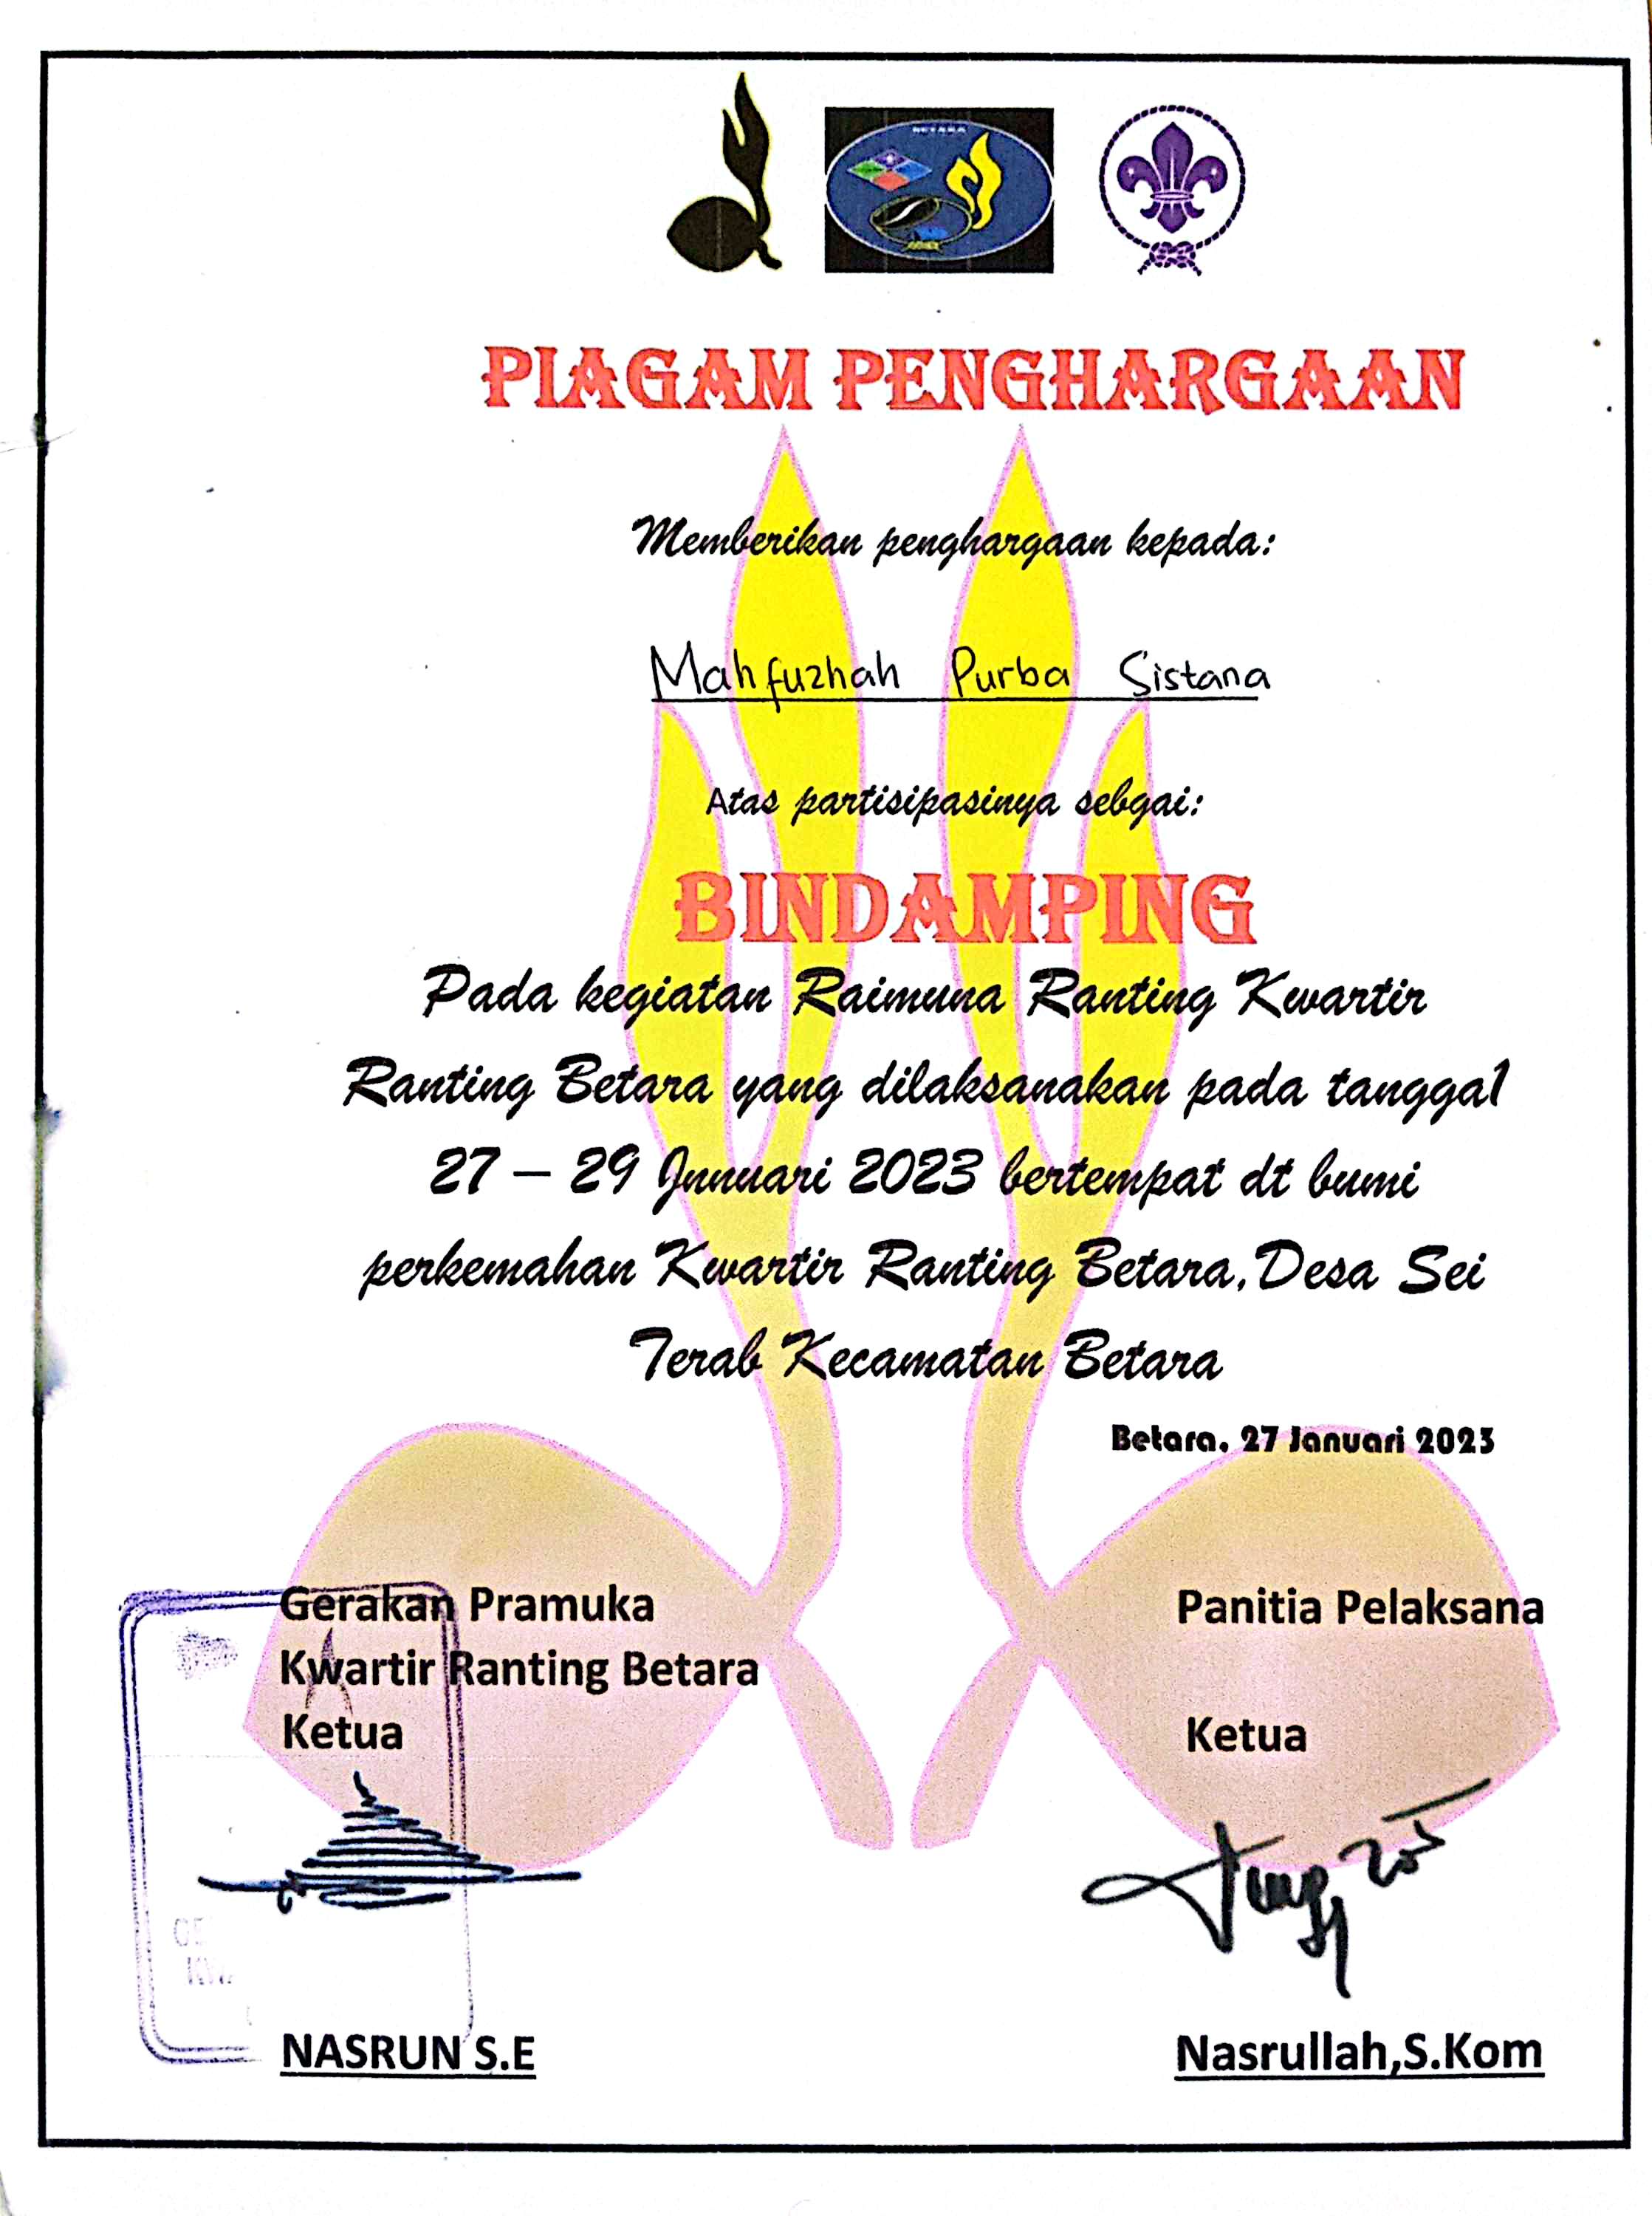 BETARA
PIAGAM PENGHARGAAN
Memberikan penghargaan kepada:
Mahfuzhah Purba Sistana
Atas partisipasinya sebgai:
BINDAMPING
Pada kegiatan Raimuna Ranting Kwartir
Ranting Betara yang dilaksanakan pada tanggal
27 – 29 Jnnuari 2023 bertempat dt bumi
perkemahan Kwartir Ranting Betara, Desa Sei
Terab Kecamatan Betara
Betara, 27 Januari 2023
Gerakan Pramuka
Kwartir Ranting Betara
Ketua
NASRUN S.E
Panitia Pelaksana
Ketua
Nasrullah,S.Kom